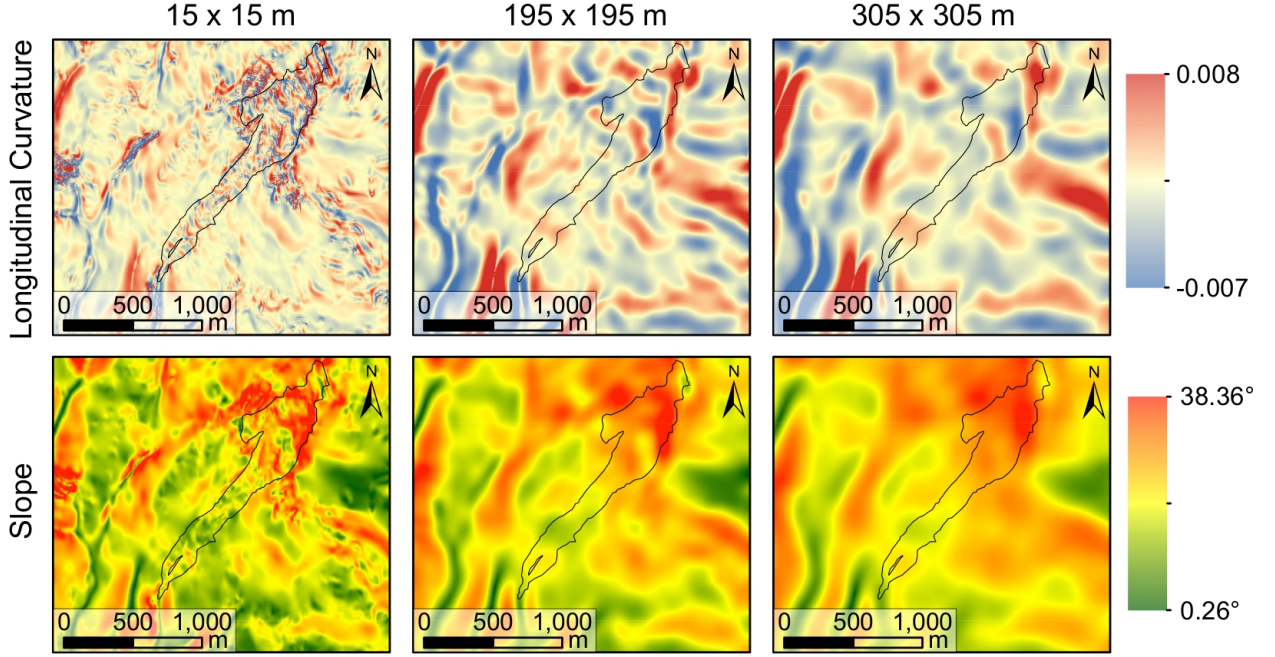 15 x 15 m
195 x 195 m
305 x 305 m
Longitudinal Curvature
N
0 500 1,000
m
N
0 500 1,000
m
N
0 500 1,000
m
0.008
-0.007
Slope
N
0 500 1,000
m
N
0 500 1,000
m
N
0 500 1,000
m
38.36°
0.26°